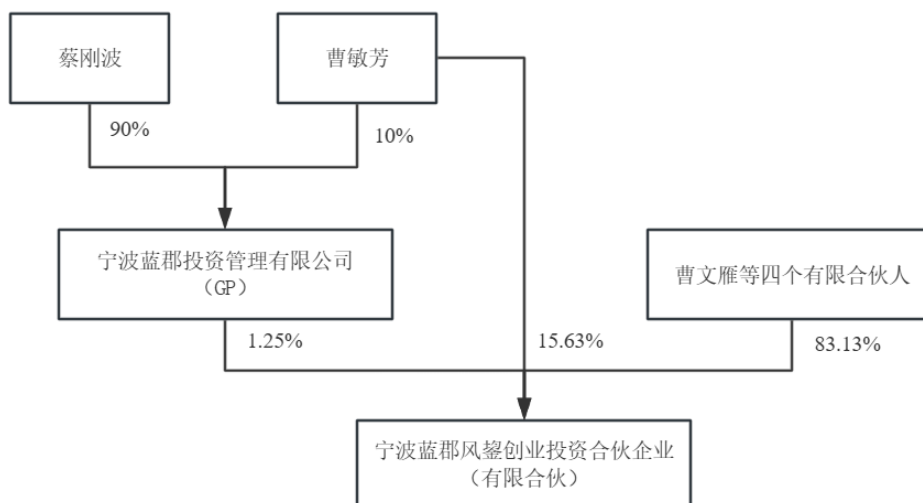 蔡刚波
曹敏芳
90%
10%
宁波蓝郡投资管理有限公司
（GP）
曹文雁等四个有限合伙人
1.25%
15.63%
83.13%
宁波蓝郡风鋆创业投资合伙企业
（有限合伙）